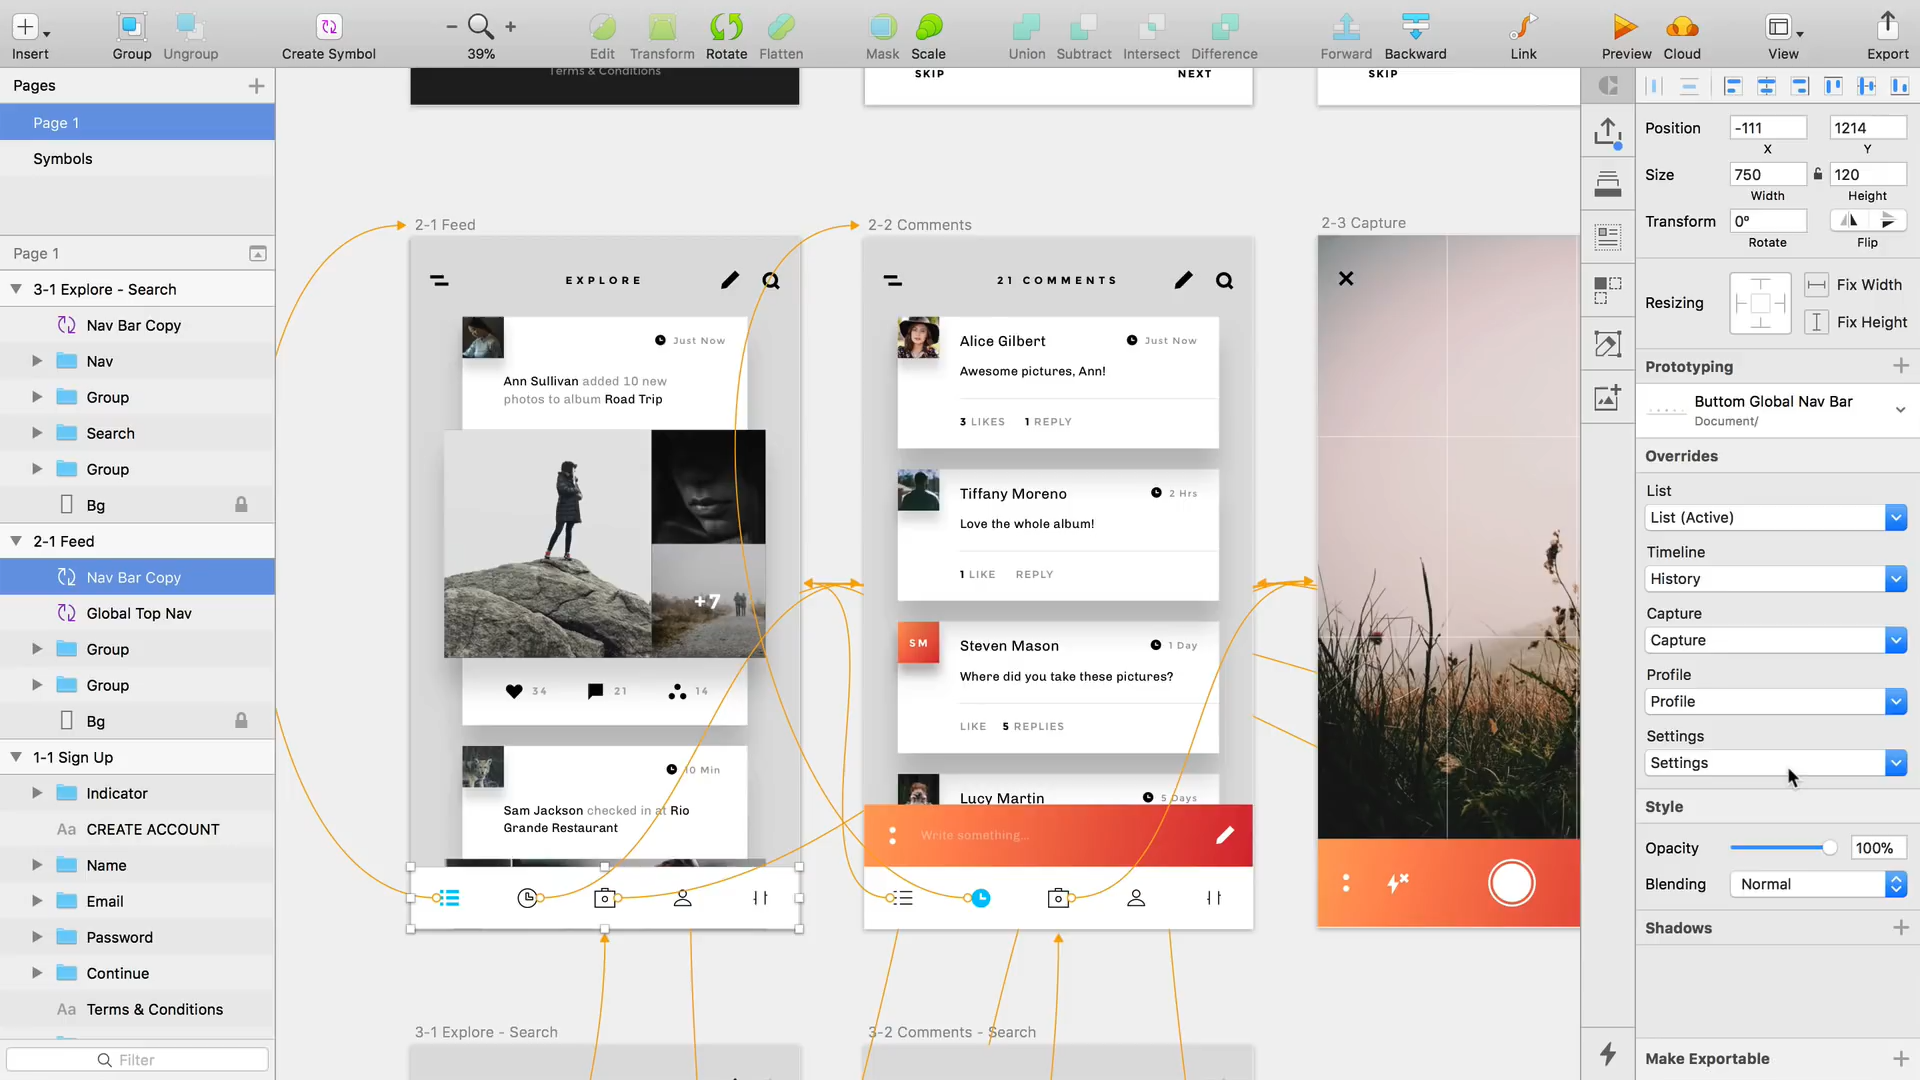 Insert
Group
Ungroup
Create Symbol
39%
Edit
Transform
Rotate
Flatten
Mask
Scale
Union
Subtract
Intersect
Difference
Forward
Backward
Link
Preview
Cloud
View
Export
Pages
Page 1
Symbols
Page 1
3-1 Explore - Search
Nav Bar Copy
Nav
Group
Search
Group
Bg
2-1 Feed
Nav Bar Copy
Global Top Nav
Group
Group
Bg
1-1 Sign Up
Indicator
Aa CREATE ACCOUNT
Name
Email
Password
Continue
Aa Terms & Conditions
Filter
Terms & Conditions
SKIP
NEXT
SKIP
2-1 Feed
EXPLORE
Just Now
Ann Sullivan added 10 new
photos to album Road Trip
+7
34
21
14
10 Min
Sam Jackson checked in at Rio
Grande Restaurant
2-2 Comments
21 COMMENTS
Alice Gilbert
Just Now
Awesome pictures, Ann!
3 LIKES 1 REPLY
Tiffany Moreno
2 Hrs
Love the whole album!
1 LIKE REPLY
SM
Steven Mason
1 Day
Where did you take these pictures?
LIKE 5 REPLIES
Lucy Martin
5 Days
Write something...
2-3 Capture
3-1 Explore - Search
3-2 Comments - Search
Position
-111
1214
X
Y
Size
750
120
Width
Height
Transform
0°
Rotate
Flip
Resizing
Fix Width
Fix Height
Prototyping
Buttom Global Nav Bar
Document/
Overrides
List
List (Active)
Timeline
History
Capture
Capture
Profile
Profile
Settings
Settings
Style
Opacity
100%
Blending
Normal
Shadows
Make Exportable